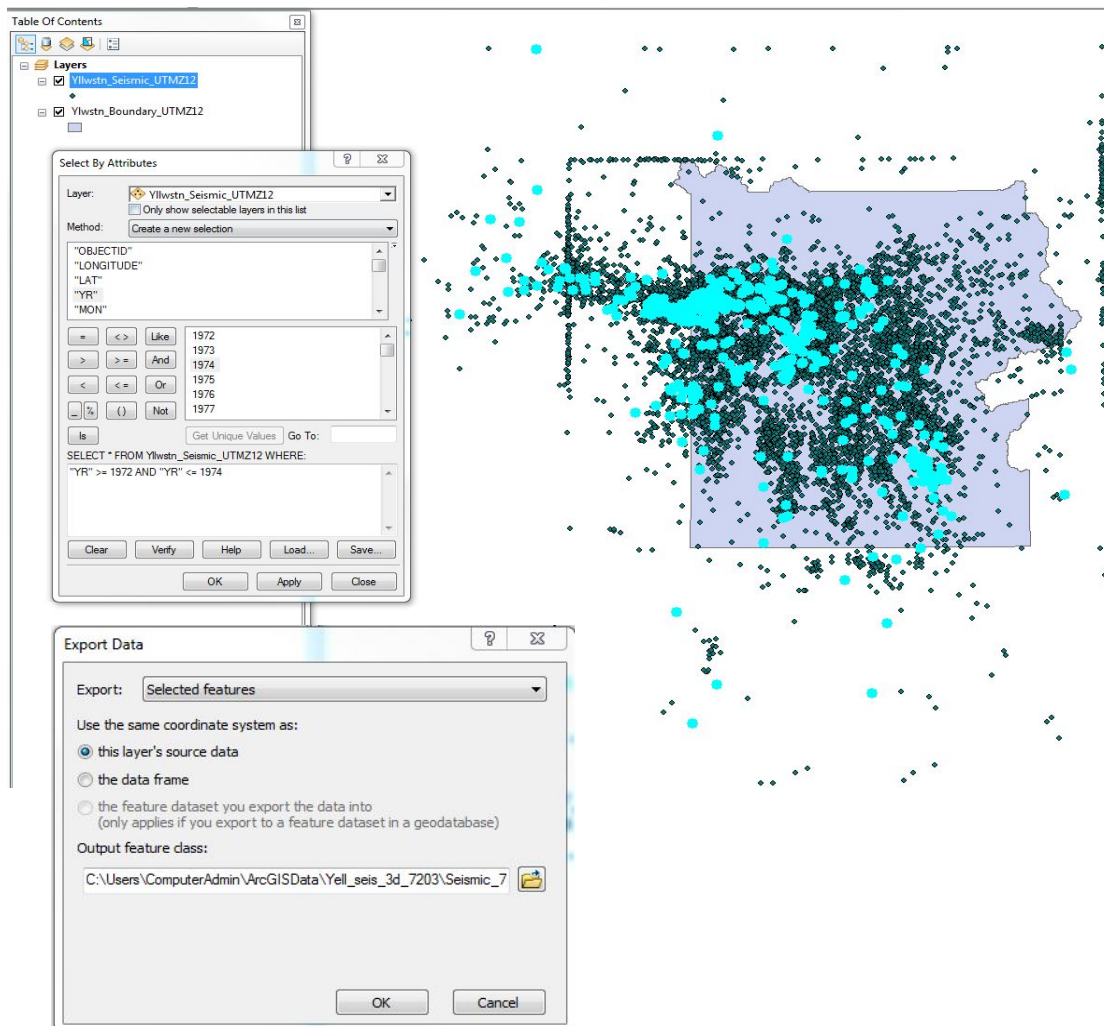 Table Of Contents
Layers
Yllwstn_Seismic_UTMZ12
Ylwstn_Boundary_UTMZ12
Select By Attributes
Layer: Yllwstn_Seismic_UTMZ12
Only show selectable layers in this list
Method: Create a new selection
"OBJECTID"
"LONGITUDE"
"LAT"
"YR"
"MON"
= < > Like
> > = And
< < = Or
_ % ( ) Not
Is
1972
1973
1974
1975
1976
1977
Get Unique Values Go To:
SELECT * FROM Yllwstn_Seismic_UTMZ12 WHERE:
"YR" >= 1972 AND "YR" <= 1974
Clear Verify Help Load... Save...
OK Apply Close
Export Data
Export: Selected features
Use the same coordinate system as:
this layer's source data
the data frame
the feature dataset you export the data into
(only applies if you export to a feature dataset in a geodatabase)
Output feature class:
C:\Users\ComputerAdmin\ArcGISData\Yell_seis_3d_7203\Seismic_7
OK Cancel